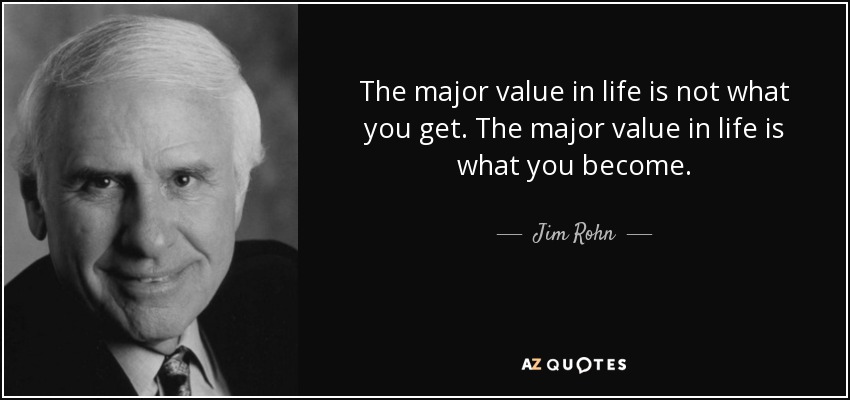 The major value in life is not what
you get. The major value in life is
what you become.
Jim Rohn
AZ QUOTES